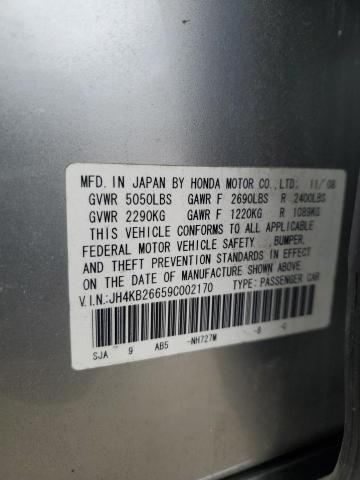 MFD. IN JAPAN BY HONDA MOTOR CO., LTD. 11/'08
GVWR 5050LBS GAWR F 2690LBS R 2400LBS
GVWR 2290KG GAWR F 1220KG R 1089KG
THIS VEHICLE CONFORMS TO ALL APPLICABLE
FEDERAL MOTOR VEHICLE SAFETY, BUMPER,
AND THEFT PREVENTION STANDARDS IN EFFECT
ON THE DATE OF MANUFACTURE SHOWN ABOVE.
V.I.N.:JH4KB26659C002170 TYPE: PASSENGER CAR
SJA 9 AB5 -NH727M -B -C